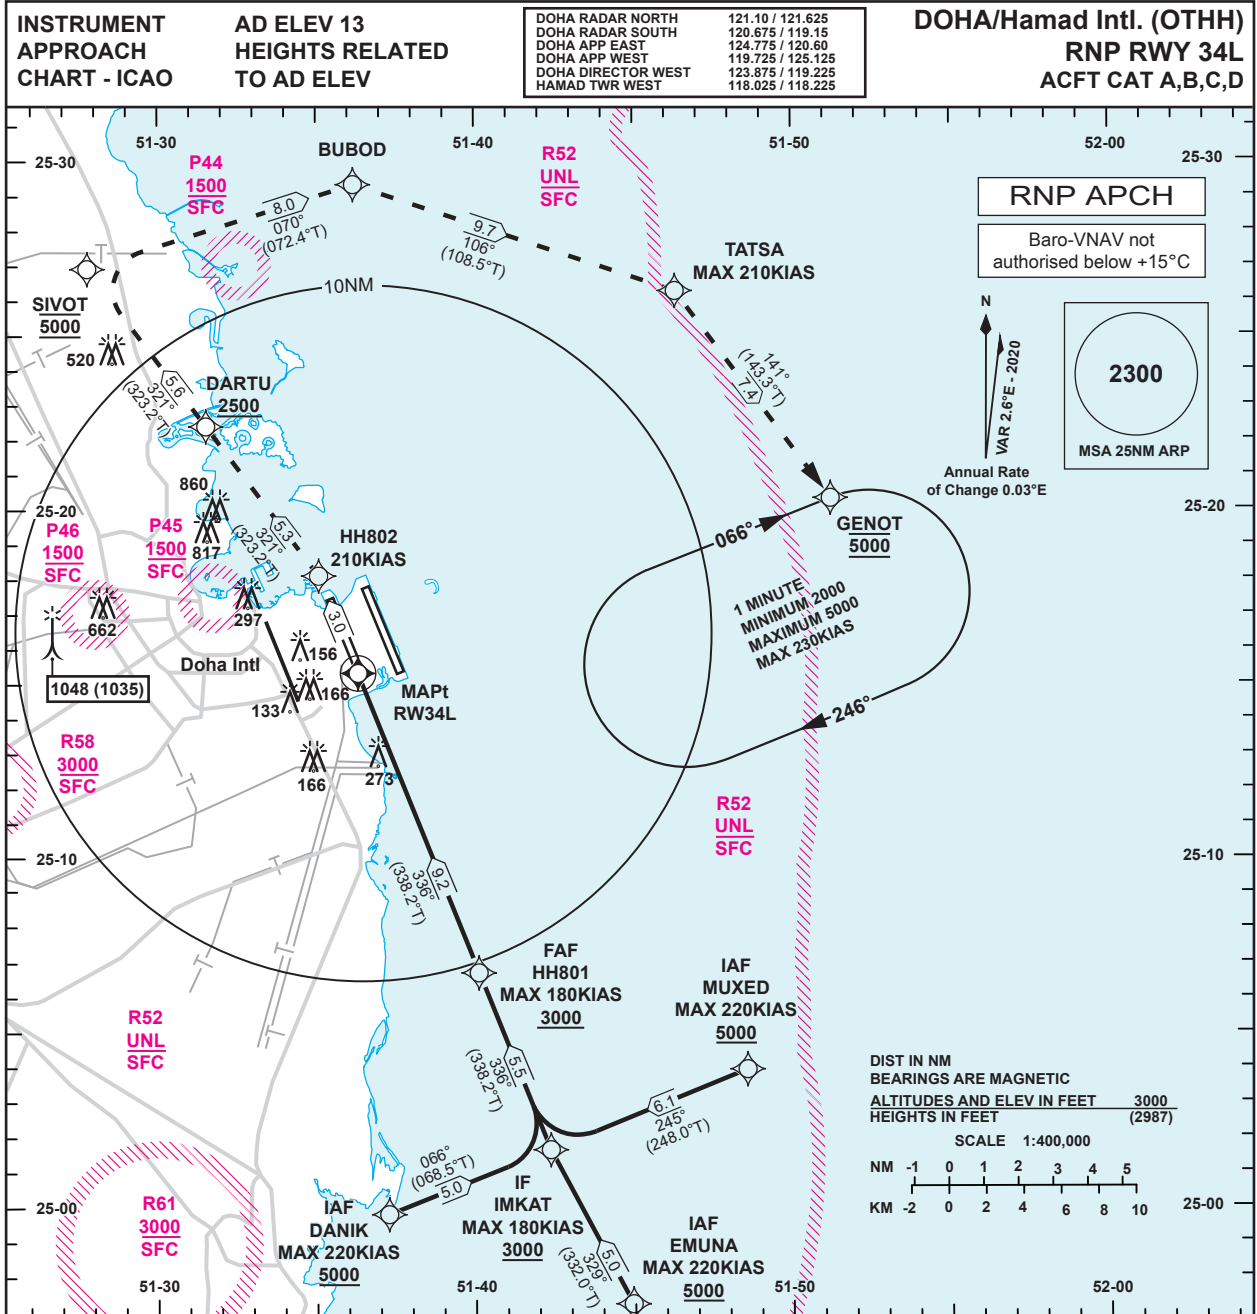 INSTRUMENT
APPROACH
CHART - ICAO
AD ELEV 13
HEIGHTS RELATED
TO AD ELEV
DOHA RADAR NORTH 121.10 / 121.625
DOHA RADAR SOUTH 120.675 / 119.15
DOHA APP EAST 124.775 / 120.60
DOHA APP WEST 119.725 / 125.125
DOHA DIRECTOR WEST 123.875 / 119.225
HAMAD TWR WEST 118.025 / 118.225
DOHA/Hamad Intl. (OTHH)
RNP RWY 34L
ACFT CAT A,B,C,D
51-30
51-40
51-50
52-00
25-30
25-30
P44
1500
SFC
BUBOD
R52
UNL
SFC
RNP APCH
Baro-VNAV not
authorised below +15°C
8.0
070°
(072.4°T)
9.7
106°
(108.5°T)
TATSA
MAX 210KIAS
SIVOT
5000
10NM
N
VAR 2.6°E - 2020
Annual Rate
of Change 0.03°E
2300
MSA 25NM ARP
520
5.6
321°
(323.2°T)
DARTU
2500
141°
(143.3°T)
7.4
860
817
25-20
25-20
P46
1500
SFC
P45
1500
SFC
5.3
321°
(323.2°T)
HH802
210KIAS
066°
GENOT
5000
1 MINUTE
MINIMUM 2000
MAXIMUM 5000
MAX 230KIAS
246°
662
297
3.0
156
Doha Intl
166
133
1048 (1035)
MAPt
RW34L
R58
3000
SFC
166
273
R52
UNL
SFC
25-10
25-10
9.2
336°
(338.2°T)
FAF
HH801
MAX 180KIAS
3000
IAF
MUXED
MAX 220KIAS
5000
R52
UNL
SFC
5.5
336°
(338.2°T)
6.1
245°
(248.0°T)
DIST IN NM
BEARINGS ARE MAGNETIC
ALTITUDES AND ELEV IN FEET 3000
HEIGHTS IN FEET (2987)
SCALE 1:400,000
NM -1 0 1 2 3 4 5
KM -2 0 2 4 6 8 10
066°
(068.5°T)
5.0
R61
3000
SFC
25-00
25-00
IAF
DANIK
MAX 220KIAS
5000
IF
IMKAT
MAX 180KIAS
3000
IAF
EMUNA
MAX 220KIAS
5000
5.0
329°
(332.0°T)
51-30
51-40
51-50
52-00